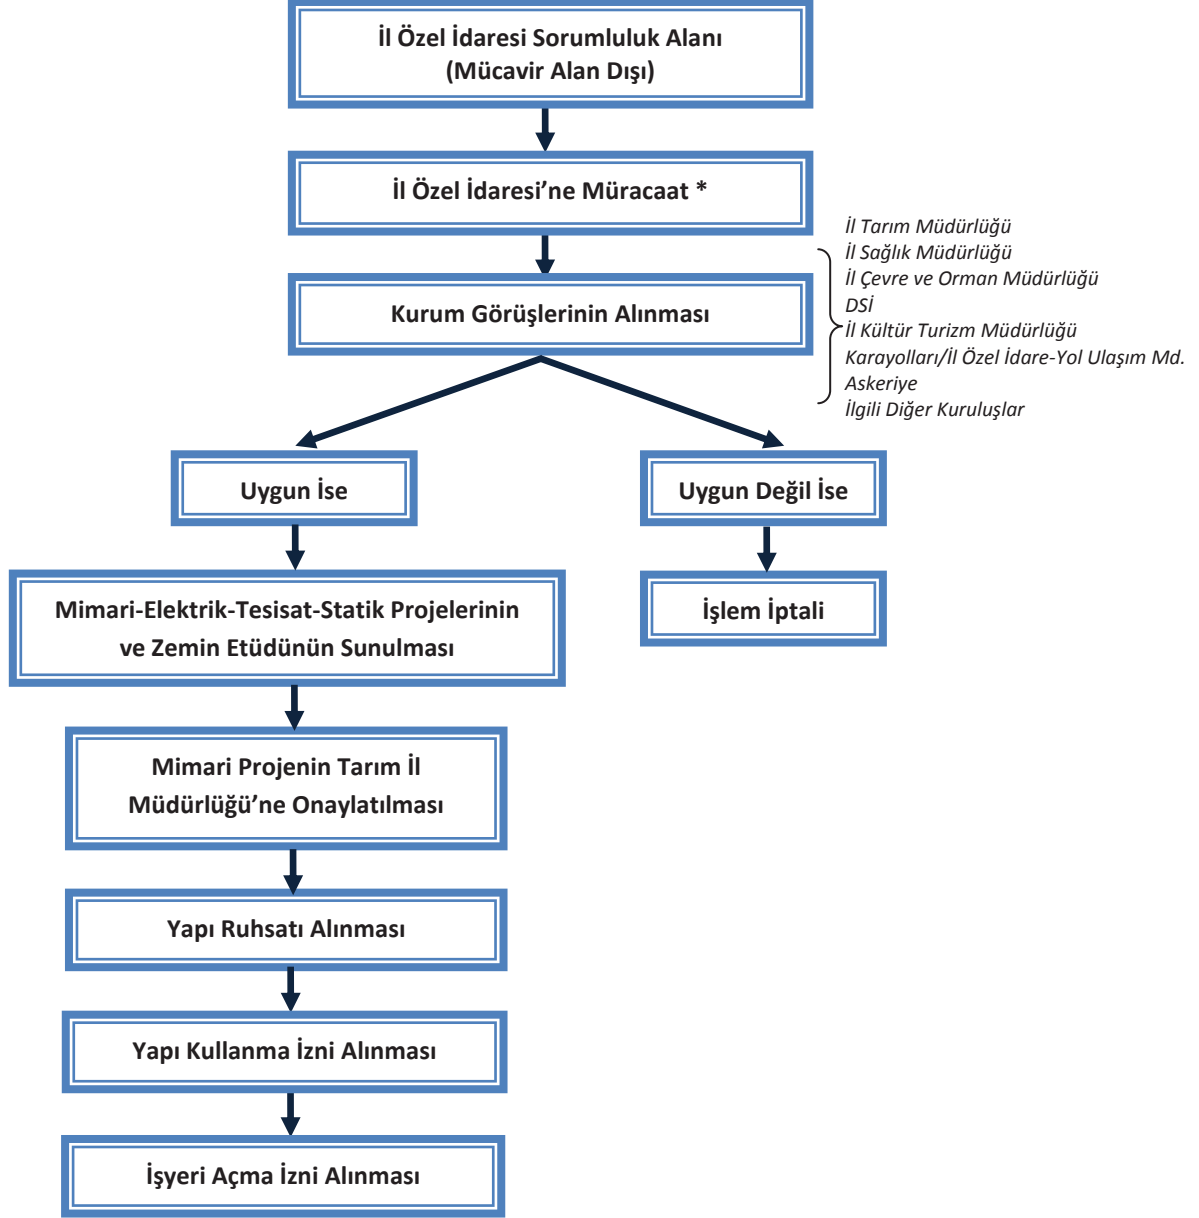 İl Özel İdaresi Sorumluluk Alanı
(Mücavir Alan Dışı)
İl Özel İdaresi’ne Müracaat *
Kurum Görüşlerinin Alınması
İl Tarım Müdürlüğü
İl Sağlık Müdürlüğü
İl Çevre ve Orman Müdürlüğü
DSİ
İl Kültür Turizm Müdürlüğü
Karayolları/İl Özel İdare-Yol Ulaşım Md.
Askeriye
İlgili Diğer Kuruluşlar
Uygun İse
Uygun Değil İse
Mimari-Elektrik-Tesisat-Statik Projelerinin
ve Zemin Etüdünün Sunulması
İşlem İptali
Mimari Projenin Tarım İl
Müdürlüğü’ne Onaylatılması
Yapı Ruhsatı Alınması
Yapı Kullanma İzni Alınması
İşyeri Açma İzni Alınması